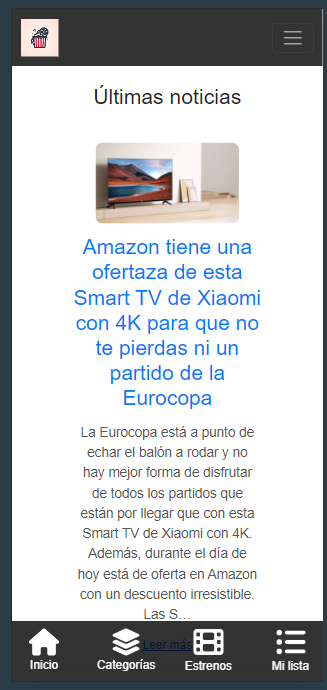 Últimas noticias
Amazon tiene una
ofertaza de esta
Smart TV de Xiaomi
con 4K para que no
te pierdas ni un
partido de la
Eurocopa
La Eurocopa está a punto de
echar el balón a rodar y no
hay mejor forma de disfrutar
de todos los partidos que
están por llegar que con esta
Smart TV de Xiaomi con 4K.
Además, durante el día de
hoy está de oferta en Amazon
con un descuento irresistible.
Las S…
Leer más
Inicio
Categorías
Estrenos
Mi lista